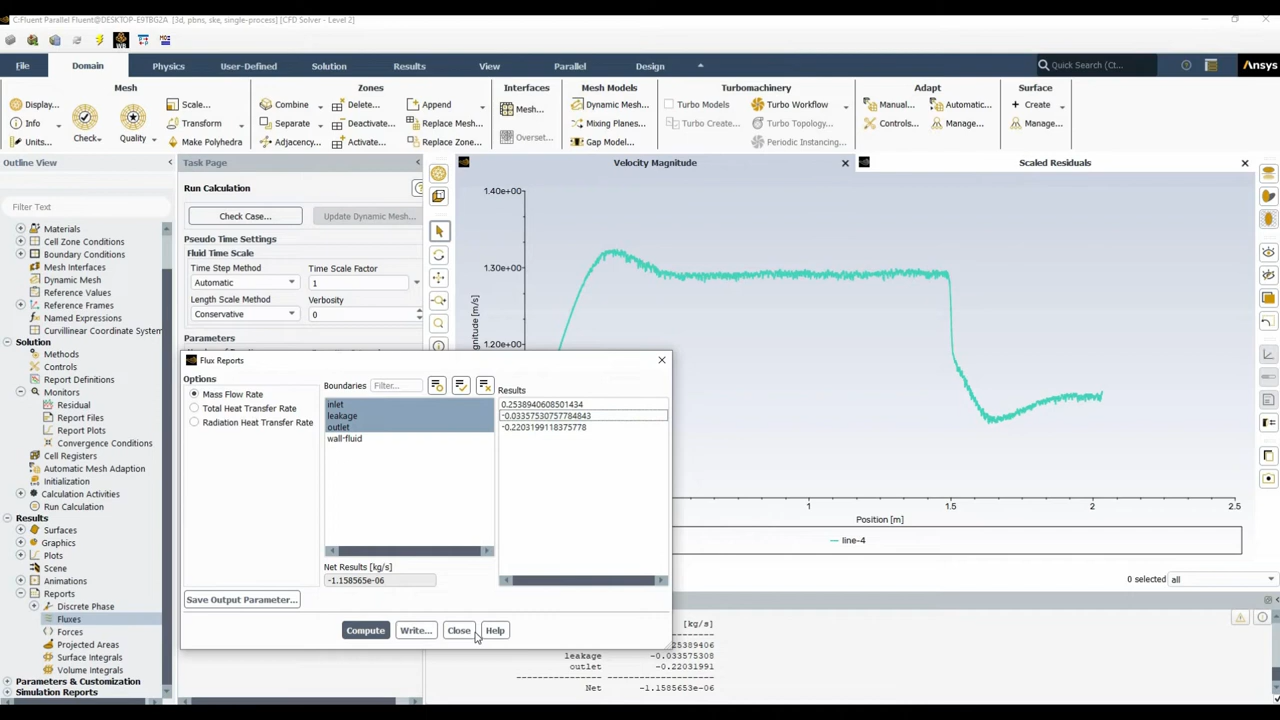 C:Fluent Parallel Fluent@DESKTOP-E9TBG2A [3d, pbns, ske, single-process] [CFD Solver - Level 2]
File Domain Physics User-Defined Solution Results View Parallel Design Quick Search (Ct... Ansys
Mesh Zones Interfaces Mesh Models Turbomachinery Adapt Surface
Display... Scale... Combine Delete... Append Mesh... Dynamic Mesh... Turbo Models Turbo Workflow Manual... Automatic... Create
Info Check Quality Transform Separate Deactivate... Replace Mesh... Mixing Planes... Turbo Create... Turbo Topology... Controls... Manage... Manage...
Units... Make Polyhedra Adjacency... Activate... Replace Zone... Overset... Gap Model... Periodic Instancing...
Outline View
Filter Text
Materials
Cell Zone Conditions
Boundary Conditions
Mesh Interfaces
Dynamic Mesh
Reference Values
Reference Frames
Named Expressions
Curvilinear Coordinate System
Solution
Methods
Controls
Report Definitions
Monitors
Residual
Report Files
Report Plots
Convergence Conditions
Cell Registers
Automatic Mesh Adaption
Initialization
Calculation Activities
Run Calculation
Results
Surfaces
Graphics
Plots
Scene
Animations
Reports
Discrete Phase
Fluxes
Forces
Projected Areas
Surface Integrals
Volume Integrals
Parameters & Customization
Simulation Reports
Task Page
Run Calculation
Check Case... Update Dynamic Mesh...
Pseudo Time Settings
Fluid Time Scale
Time Step Method Time Scale Factor
Automatic 1
Length Scale Method Verbosity
Conservative 0
Parameters
Flux Reports
Options
Mass Flow Rate
Total Heat Transfer Rate
Radiation Heat Transfer Rate
Boundaries Filter...
inlet
leakage
outlet
wall-fluid
Results
0.2538940608501434
-0.03357530757784843
-0.2203199118375778
Net Results [kg/s]
-1.158565e-06
Save Output Parameter...
Compute Write... Close Help
Velocity Magnitude Scaled Residuals
1.40e+00
1.30e+00
1.20e+00
[m/s]
1 1.5 2 2.5
Position [m]
line-4
0 selected all
[kg/s]
leakage -0.033575308
outlet -0.22031991
Net -1.1585653e-06